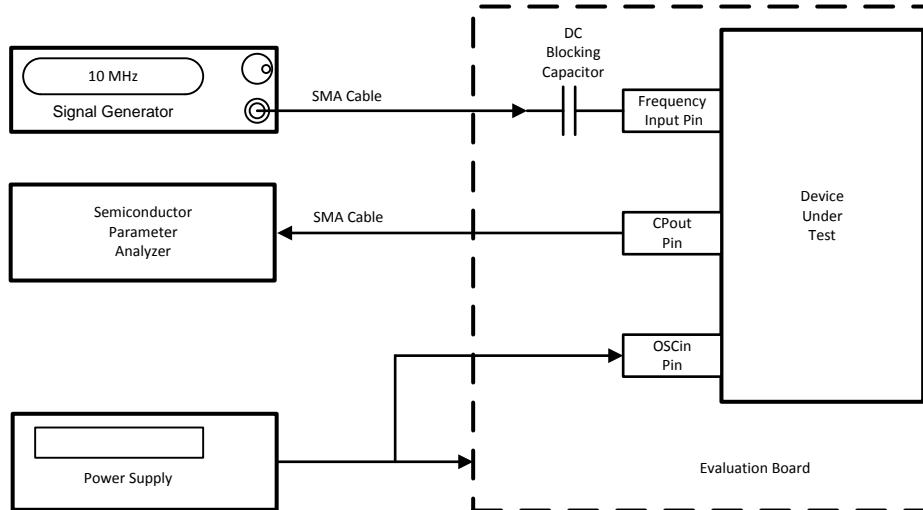 10 MHz
Signal Generator
SMA Cable
DC
Blocking
Capacitor
Frequency
Input Pin
Semiconductor
Parameter
Analyzer
SMA Cable
CPout
Pin
Device
Under
Test
OSCin
Pin
Power Supply
Evaluation Board